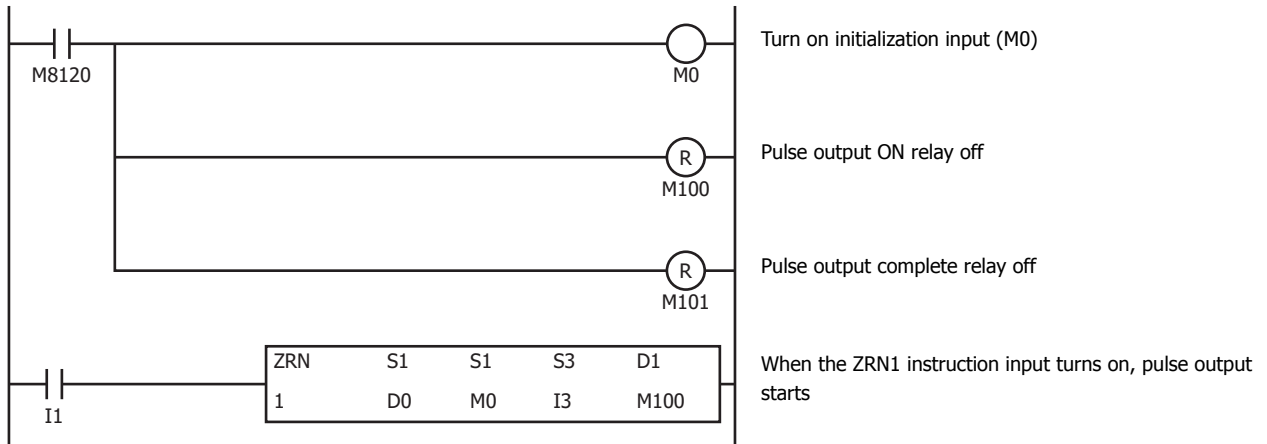 Turn on initialization input (M0)
M8120
M0
Pulse output ON relay off
R
M100
Pulse output complete relay off
R
M101
ZRN S1 S1 S3 D1
When the ZRN1 instruction input turns on, pulse output
starts
1 D0 M0 I3 M100
I1